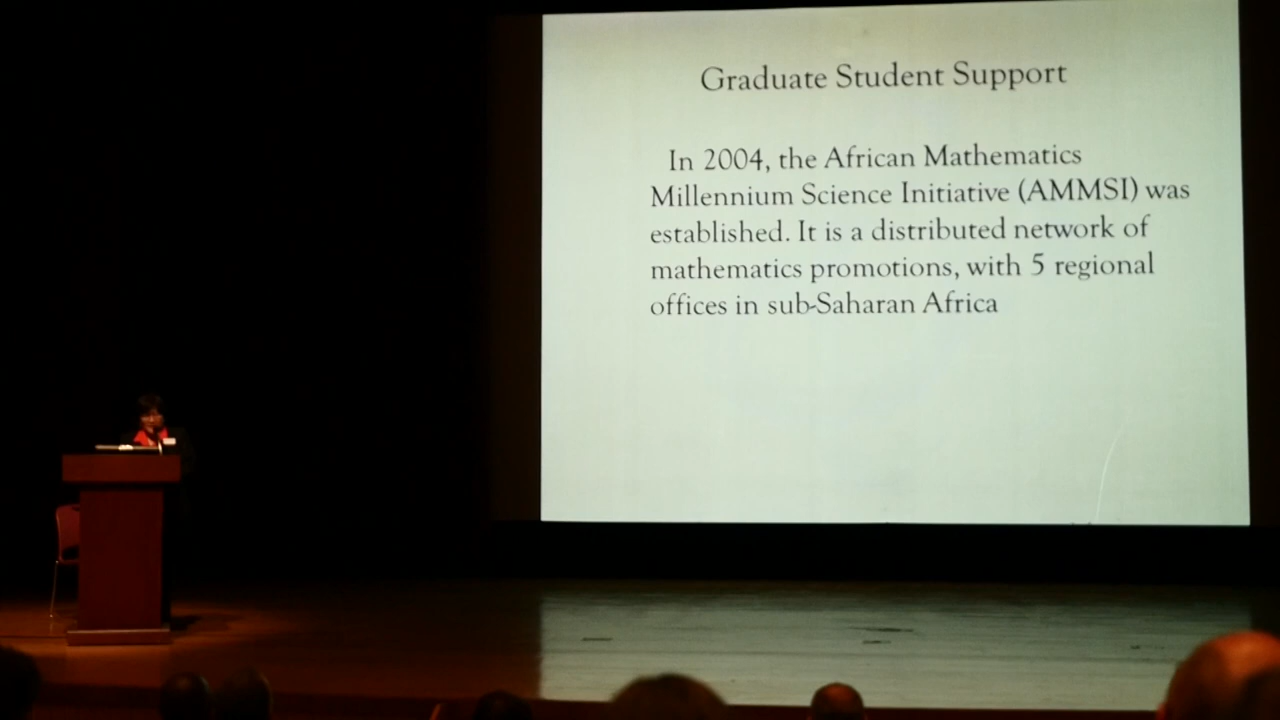 Graduate Student Support
In 2004, the African Mathematics
Millennium Science Initiative (AMMSI) was
established. It is a distributed network of
mathematics promotions, with 5 regional
offices in sub-Saharan Africa